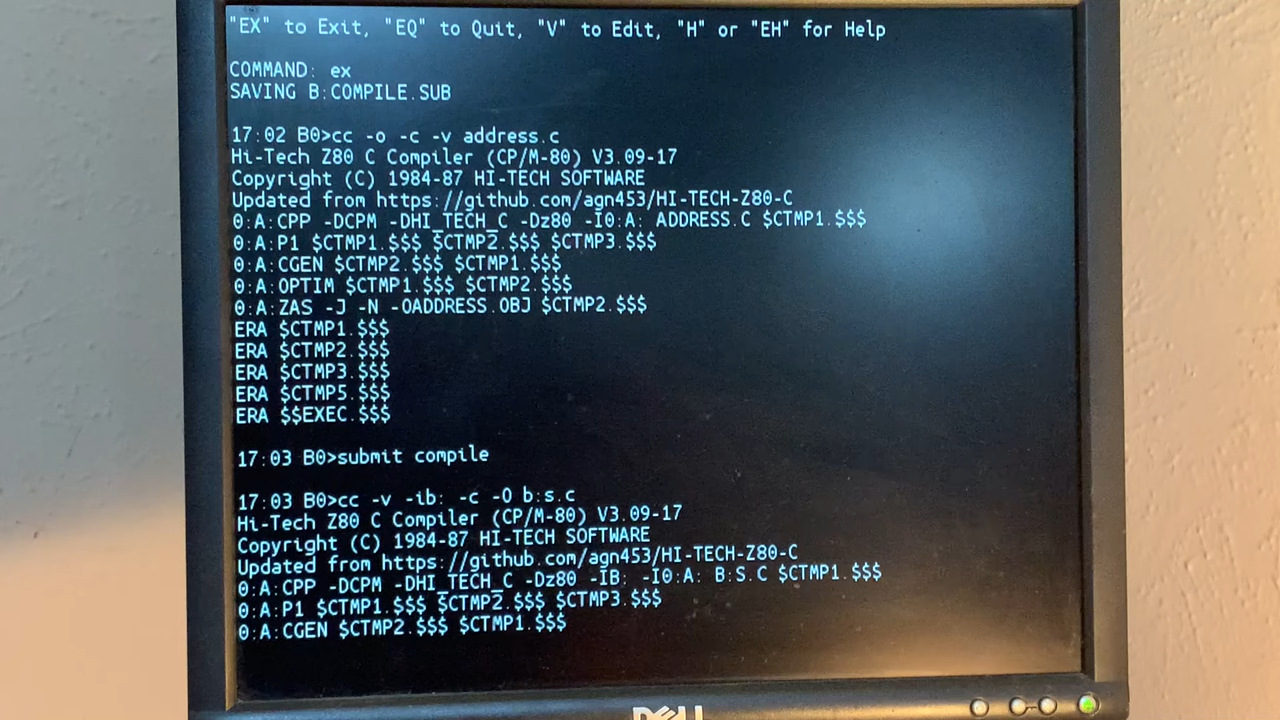 "EX" to Exit, "EQ" to Quit, "V" to Edit, "H" or "EH" for Help
COMMAND: ex
SAVING B:COMPILE.SUB
17:02 B0>cc -o -c -v address.c
Hi-Tech Z80 C Compiler (CP/M-80) V3.09-17
Copyright (C) 1984-87 HI-TECH SOFTWARE
Updated from https://github.com/agn453/HI-TECH-Z80-C
0:A:CPP -DCPM -DHI_TECH_C -Dz80 -I0:A: ADDRESS.C $CTMP1.$$$
0:A:P1 $CTMP1.$$$ $CTMP2.$$$ $CTMP3.$$$
0:A:CGEN $CTMP2.$$$ $CTMP1.$$$
0:A:OPTIM $CTMP1.$$$ $CTMP2.$$$
0:A:ZAS -J -N -OADDRESS.OBJ $CTMP2.$$$
ERA $CTMP1.$$$
ERA $CTMP2.$$$
ERA $CTMP3.$$$
ERA $CTMP5.$$$
ERA $$EXEC.$$$
17:03 B0>submit compile
17:03 B0>cc -v -ib: -c -O b:s.c
Hi-Tech Z80 C Compiler (CP/M-80) V3.09-17
Copyright (C) 1984-87 HI-TECH SOFTWARE
Updated from https://github.com/agn453/HI-TECH-Z80-C
0:A:CPP -DCPM -DHI_TECH_C -Dz80 -IB: -I0:A: B:S.C $CTMP1.$$$
0:A:P1 $CTMP1.$$$ $CTMP2.$$$ $CTMP3.$$$
0:A:CGEN $CTMP2.$$$ $CTMP1.$$$
DELL